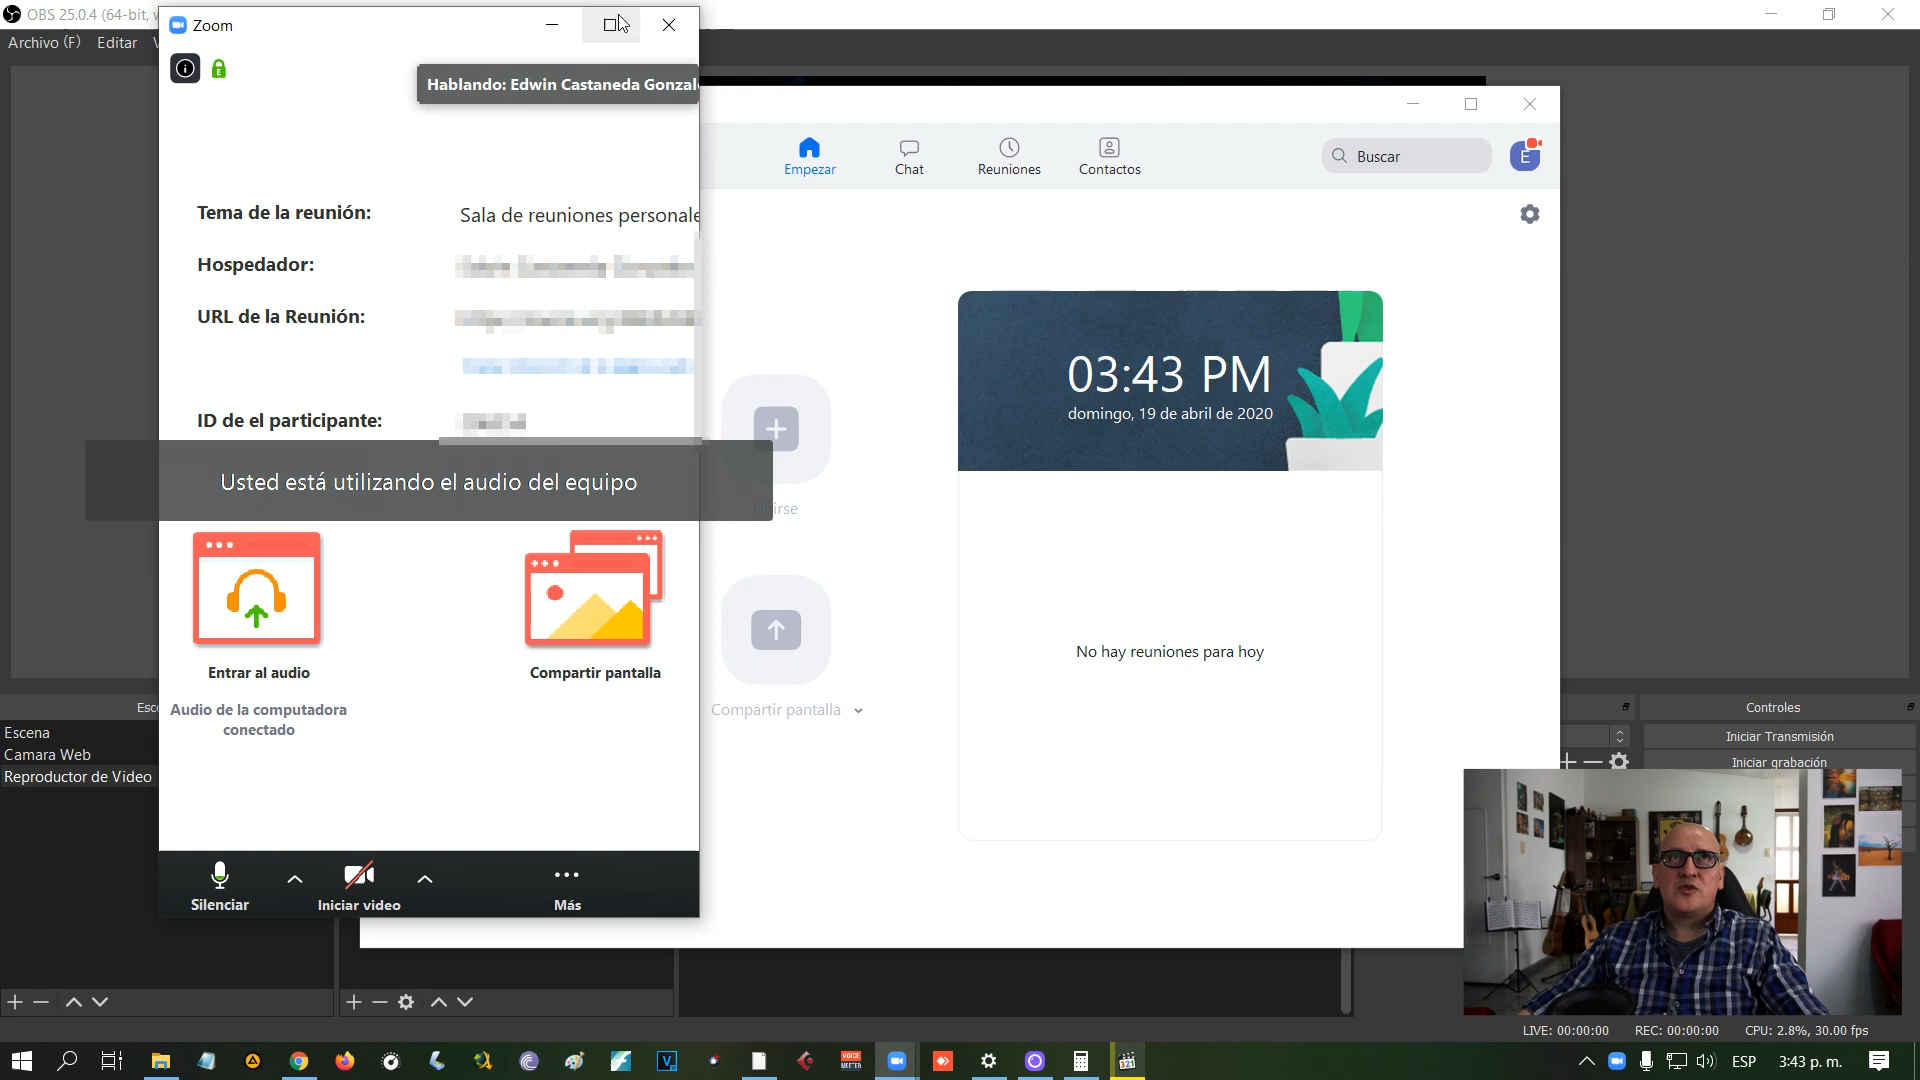 OBS 25.0.4 (64-bit, w
Archivo (F) Editar V
Zoom
Hablando: Edwin Castaneda Gonzal
Empezar
Chat
Reuniones
Contactos
Buscar
E
Tema de la reunión:
Sala de reuniones personale
Hospedador:
URL de la Reunión:
ID de el participante:
Usted está utilizando el audio del equipo
Entrar al audio
Compartir pantalla
Audio de la computadora
conectado
Silenciar
Iniciar video
Más
03:43 PM
domingo, 19 de abril de 2020
No hay reuniones para hoy
Unirse
Compartir pantalla
Esce
Escena
Camara Web
Reproductor de Video
Controles
Iniciar Transmisión
Iniciar grabación
LIVE: 00:00:00 REC: 00:00:00 CPU: 2.8%, 30.00 fps
VOICE
MEETER
321
ESP
3:43 p. m.